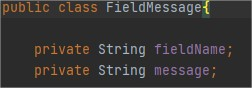 public class FieldMessage{
private String fieldName;
private String message;